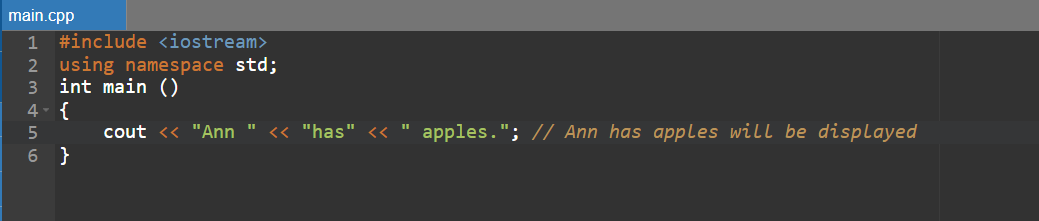 main.cpp
1 #include <iostream>
2 using namespace std;
3 int main ()
4 {
5 cout << "Ann " << "has" << " apples."; // Ann has apples will be displayed
6 }